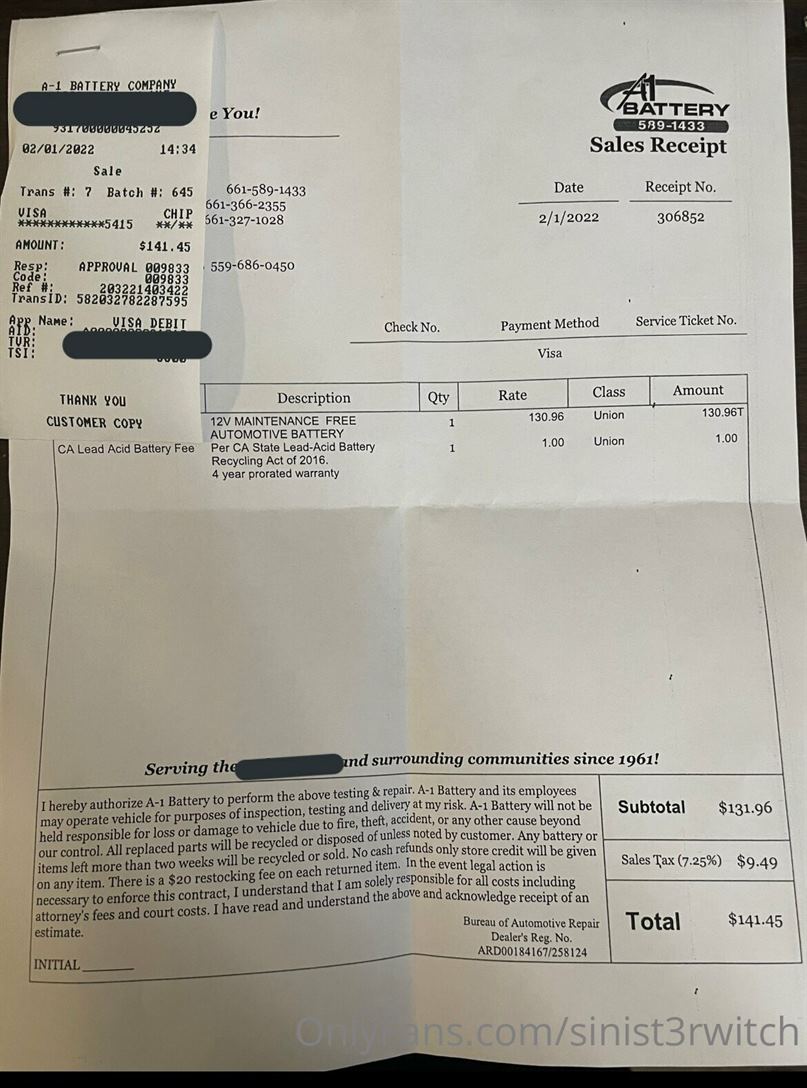 A-1 BATTERY COMPANY
02/01/2022 14:34
Sale
Trans #: 7 Batch #: 645
VISA CHIP
************5415 **/**
AMOUNT: $141.45
Resp: APPROVAL 009833
Code: 009833
Ref #: 203221403422
TransID: 582032782287595
App Name: VISA DEBIT
AID:
TVR:
TSI:
THANK YOU
CUSTOMER COPY
e You!
A1
BATTERY
589-1433
Sales Receipt
661-589-1433
661-366-2355
661-327-1028
559-686-0450
Date Receipt No.
2/1/2022 306852
Check No. Payment Method Service Ticket No.
Visa
Description Qty Rate Class Amount
12V MAINTENANCE FREE 1 130.96 Union 130.96T
AUTOMOTIVE BATTERY
CA Lead Acid Battery Fee Per CA State Lead-Acid Battery 1 1.00 Union 1.00
Recycling Act of 2016.
4 year prorated warranty
Serving the and surrounding communities since 1961!
I hereby authorize A-1 Battery to perform the above testing & repair. A-1 Battery and its employees
may operate vehicle for purposes of inspection, testing and delivery at my risk. A-1 Battery will not be
held responsible for loss or damage to vehicle due to fire, theft, accident, or any other cause beyond
our control. All replaced parts will be recycled or disposed of unless noted by customer. Any battery or
items left more than two weeks will be recycled or sold. No cash refunds only store credit will be given
on any item. There is a $20 restocking fee on each returned item. In the event legal action is
necessary to enforce this contract, I understand that I am solely responsible for all costs including
attorney's fees and court costs. I have read and understand the above and acknowledge receipt of an
estimate.
Bureau of Automotive Repair
Dealer's Reg. No.
ARD00184167/258124
INITIAL
Subtotal $131.96
Sales Tax (7.25%) $9.49
Total $141.45
Onlyfans.com/sinist3rwitch